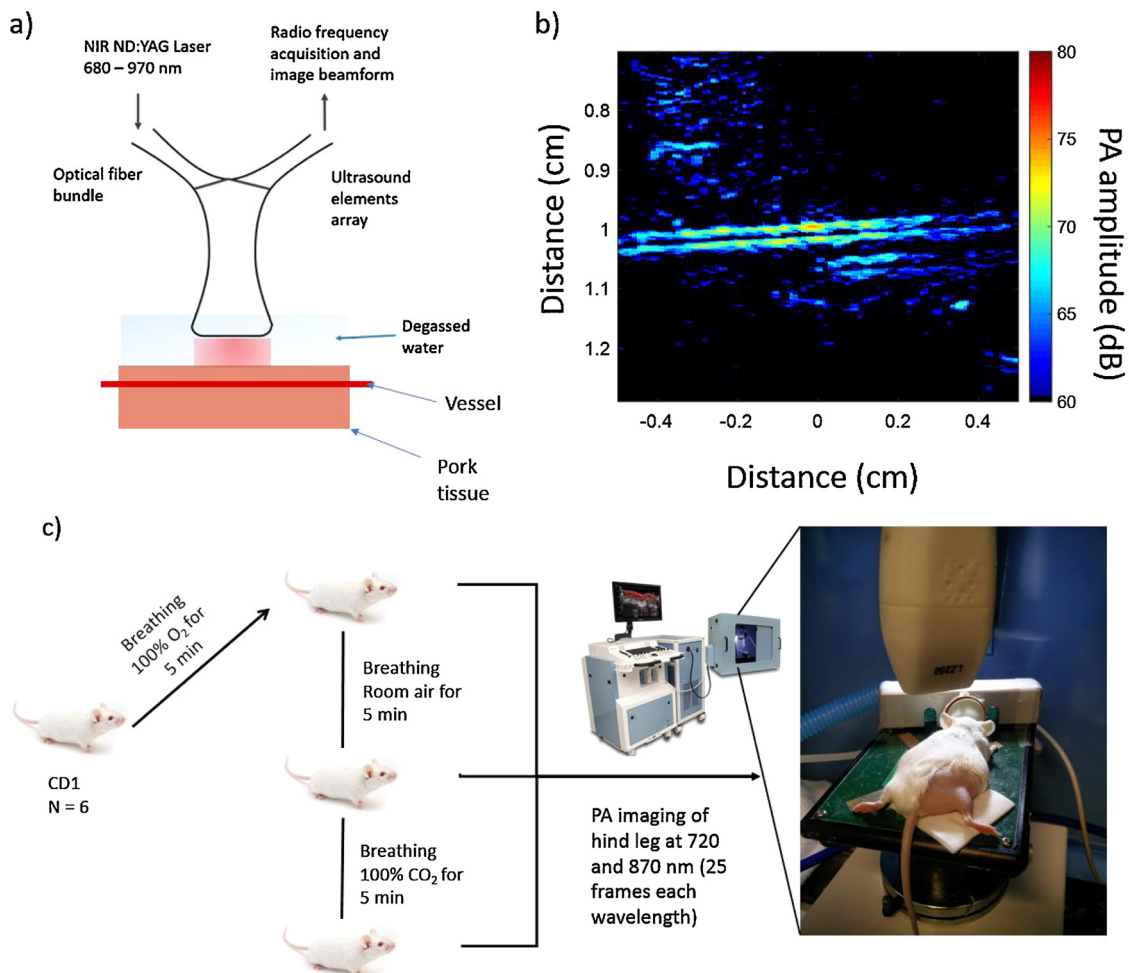 a)
NIR ND:YAG Laser
680 – 970 nm
Radio frequency
acquisition and
image beamform
Optical fiber
bundle
Ultrasound
elements
array
Degassed
water
Vessel
Pork
tissue
b)
0.8
0.9
1
1.1
1.2
Distance (cm)
-0.4
-0.2
0
0.2
0.4
Distance (cm)
80
75
70
65
60
PA amplitude (dB)
c)
Breathing
100% O₂ for
5 min
CD1
N = 6
Breathing
Room air for
5 min
Breathing
100% CO₂ for
5 min
PA imaging of
hind leg at 720
and 870 nm (25
frames each
wavelength)
LZ250